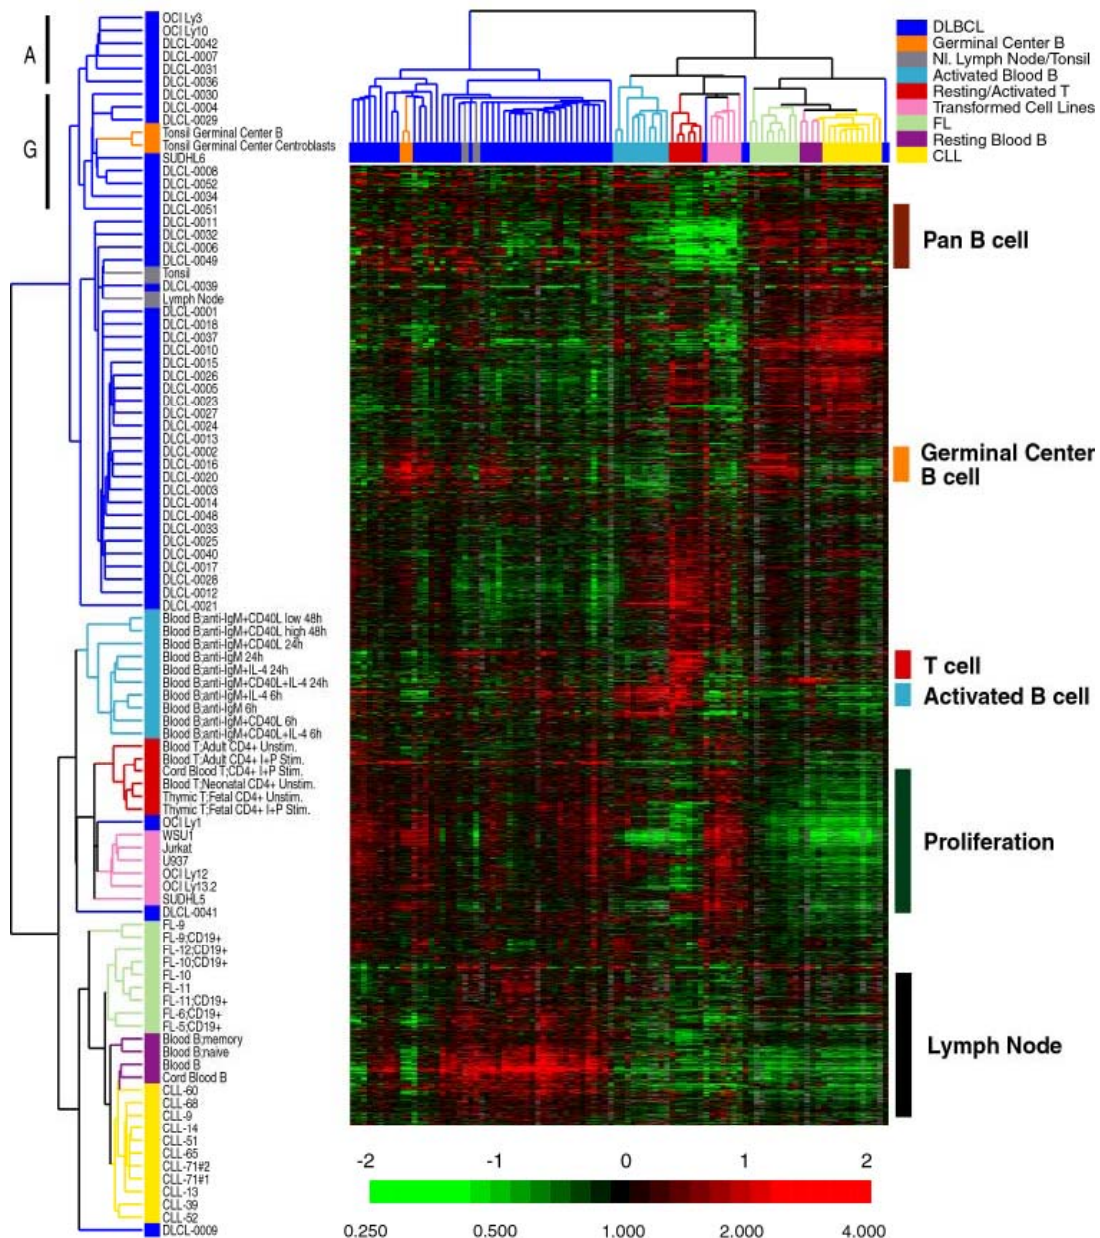 A
G
OCI Ly3
OCI Ly10
DLCL-0042
DLCL-0007
DLCL-0031
DLCL-0036
DLCL-0030
DLCL-0004
DLCL-0029
Tonsil Germinal Center B
Tonsil Germinal Center Centroblasts
SUDHL6
DLCL-0008
DLCL-0052
DLCL-0034
DLCL-0051
DLCL-0011
DLCL-0032
DLCL-0006
DLCL-0049
Tonsil
DLCL-0039
Lymph Node
DLCL-0001
DLCL-0018
DLCL-0037
DLCL-0010
DLCL-0015
DLCL-0026
DLCL-0005
DLCL-0023
DLCL-0027
DLCL-0024
DLCL-0013
DLCL-0002
DLCL-0016
DLCL-0020
DLCL-0003
DLCL-0014
DLCL-0048
DLCL-0033
DLCL-0025
DLCL-0040
DLCL-0017
DLCL-0028
DLCL-0012
DLCL-0021
Blood B;anti-IgM+CD40L low 48h
Blood B;anti-IgM+CD40L high 48h
Blood B;anti-IgM+CD40L 24h
Blood B;anti-IgM 24h
Blood B;anti-IgM+IL-4 24h
Blood B;anti-IgM+CD40L+IL-4 24h
Blood B;anti-IgM+IL-4 6h
Blood B;anti-IgM 6h
Blood B;anti-IgM+CD40L 6h
Blood B;anti-IgM+CD40L+IL-4 6h
Blood T;Adult CD4+ Unstim.
Blood T;Adult CD4+ I+P Stim.
Cord Blood T;CD4+ I+P Stim.
Blood T;Neonatal CD4+ Unstim.
Thymic T;Fetal CD4+ Unstim.
Thymic T;Fetal CD4+ I+P Stim.
OCI Ly1
WSU1
Jurkat
U937
OCI Ly12
OCI Ly13.2
SUDHL5
DLCL-0041
FL-9
FL-9;CD19+
FL-12;CD19+
FL-10;CD19+
FL-10
FL-11
FL-11;CD19+
FL-6;CD19+
FL-5;CD19+
Blood B;memory
Blood B;naive
Blood B
Cord Blood B
CLL-60
CLL-68
CLL-9
CLL-14
CLL-51
CLL-65
CLL-71#2
CLL-71#1
CLL-13
CLL-39
CLL-52
DLCL-0009
DLBCL
Germinal Center B
Nl. Lymph Node/Tonsil
Activated Blood B
Resting/Activated T
Transformed Cell Lines
FL
Resting Blood B
CLL
Pan B cell
Germinal Center
B cell
T cell
Activated B cell
Proliferation
Lymph Node
-2 -1 0 1 2
0.250 0.500 1.000 2.000 4.000